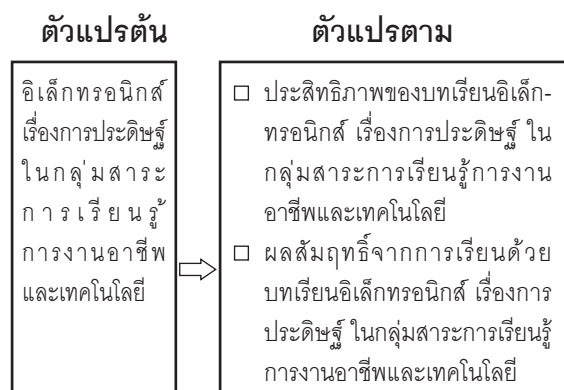 ตัวแปรต้น
ตัวแปรตาม
อิเล็กทรอนิกส์
เรื่องการประดิษฐ์
ในกลุ่มสาระ
การเรียนรู้
การงานอาชีพ
และเทคโนโลยี
□ ประสิทธิภาพของบทเรียนอิเล็ก-
ทรอนิกส์ เรื่องการประดิษฐ์ ใน
กลุ่มสาระการเรียนรู้การงาน
อาชีพและเทคโนโลยี
□ ผลสัมฤทธิ์จากการเรียนด้วย
บทเรียนอิเล็กทรอนิกส์ เรื่องการ
ประดิษฐ์ ในกลุ่มสาระการเรียนรู้
การงานอาชีพและเทคโนโลยี